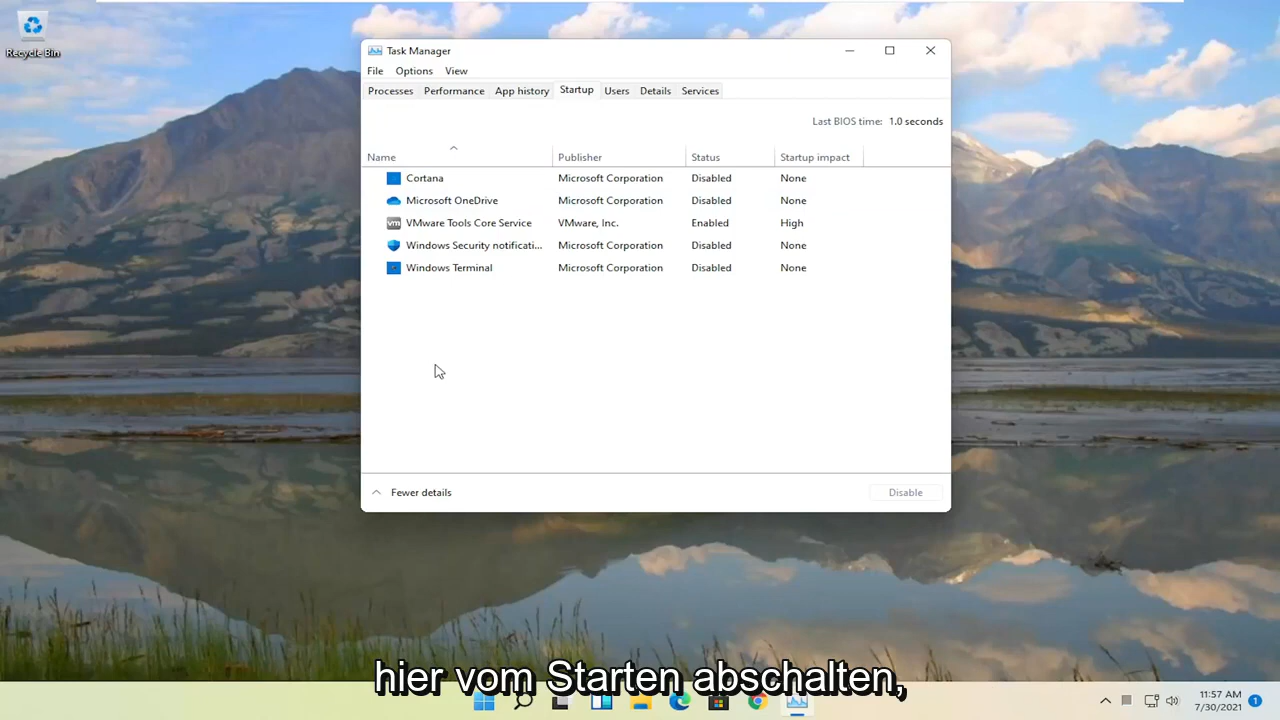 Recycle Bin
Task Manager
File Options View
Processes Performance App history Startup Users Details Services
Last BIOS time: 1.0 seconds
Name Publisher Status Startup impact
Cortana Microsoft Corporation Disabled None
Microsoft OneDrive Microsoft Corporation Disabled None
vm VMware Tools Core Service VMware, Inc. Enabled High
Windows Security notificati... Microsoft Corporation Disabled None
Windows Terminal Microsoft Corporation Disabled None
Fewer details Disable
hier vom Starten abschalten,
11:57 AM
7/30/2021
1